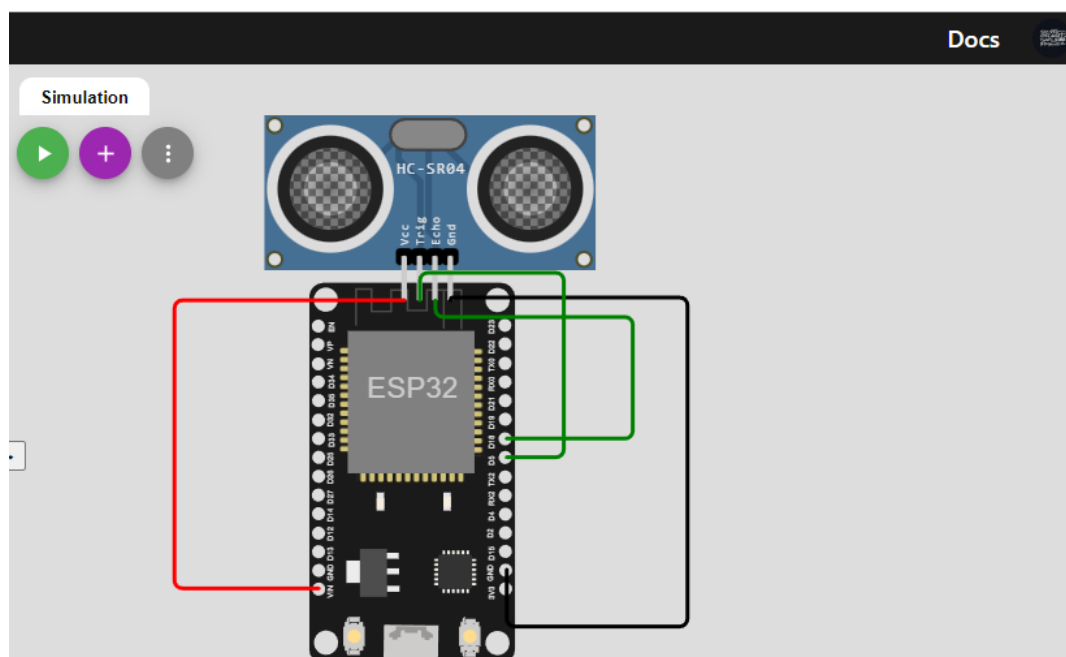 Docs
Simulation
HC-SR04
Vcc
Trig
Echo
Gnd
ESP32
EN
VP
VN
D34
D35
D32
D33
D25
D26
D27
D14
D12
D13
GND
VIN
D23
D22
TX0
RX0
D21
D19
D18
D5
TX2
RX2
D4
D2
D15
GND
3V3